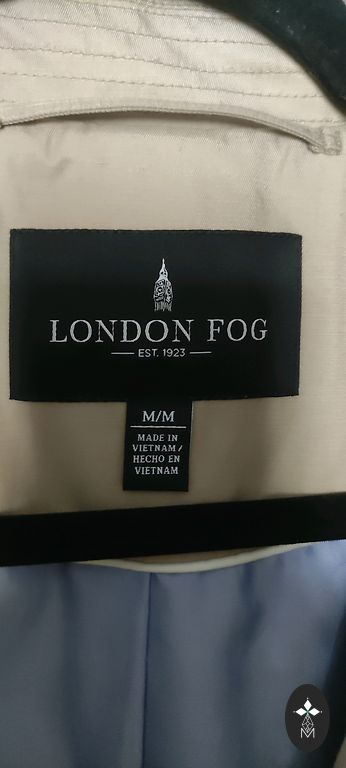 LONDON FOG
EST. 1923
M/M
MADE IN
VIETNAM/
HECHO EN
VIETNAM
M